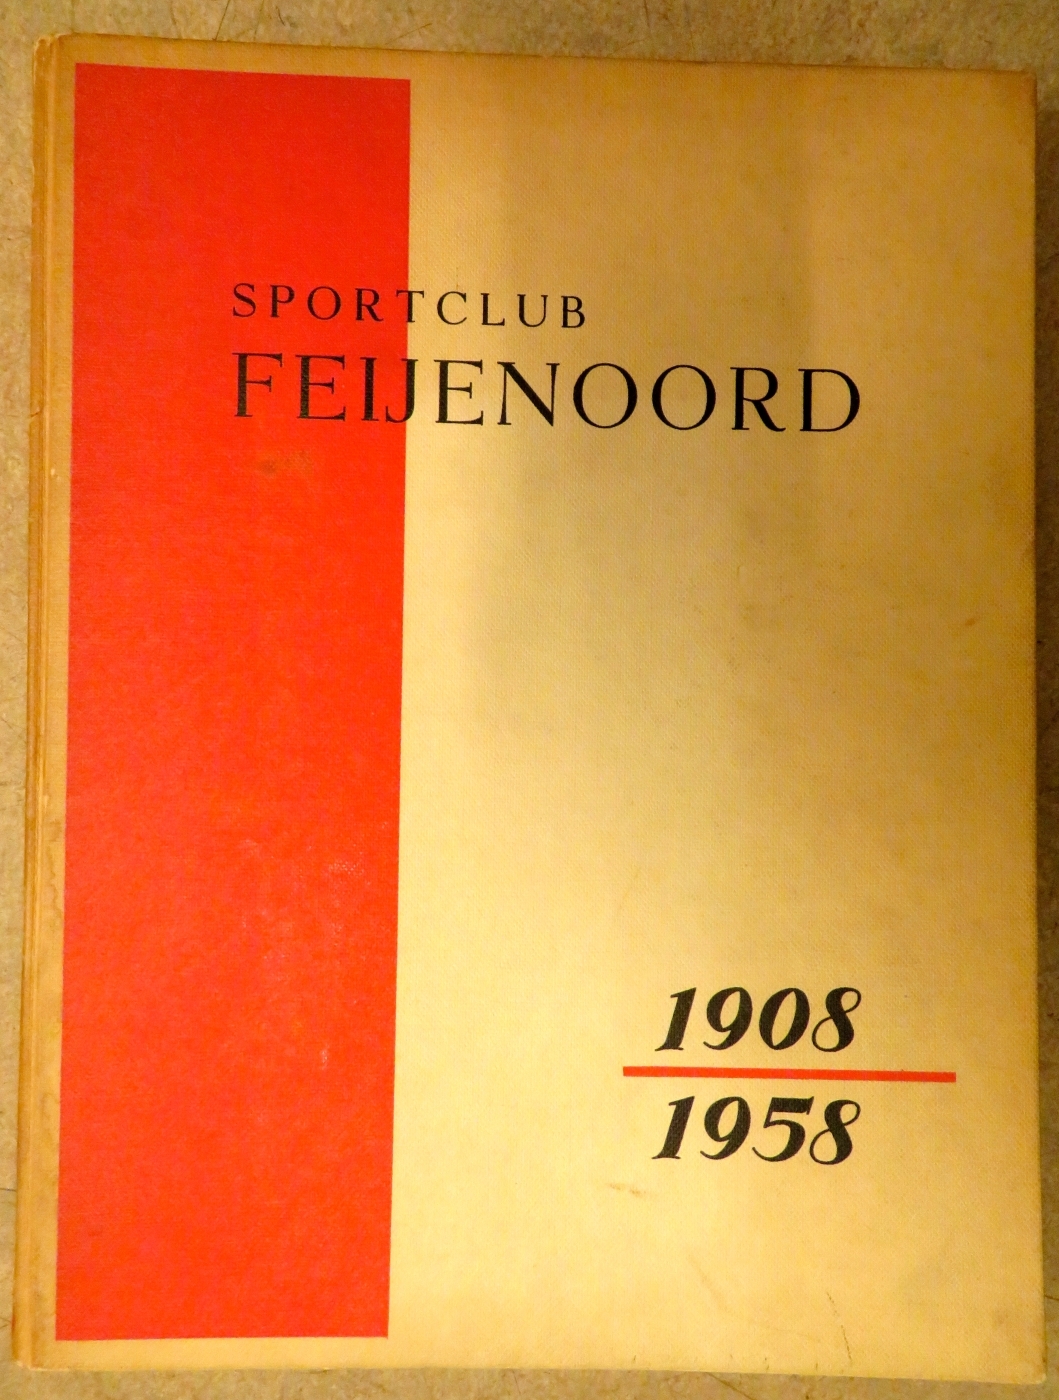 SPORTCLUB
FEIJENOORD
1908
1958